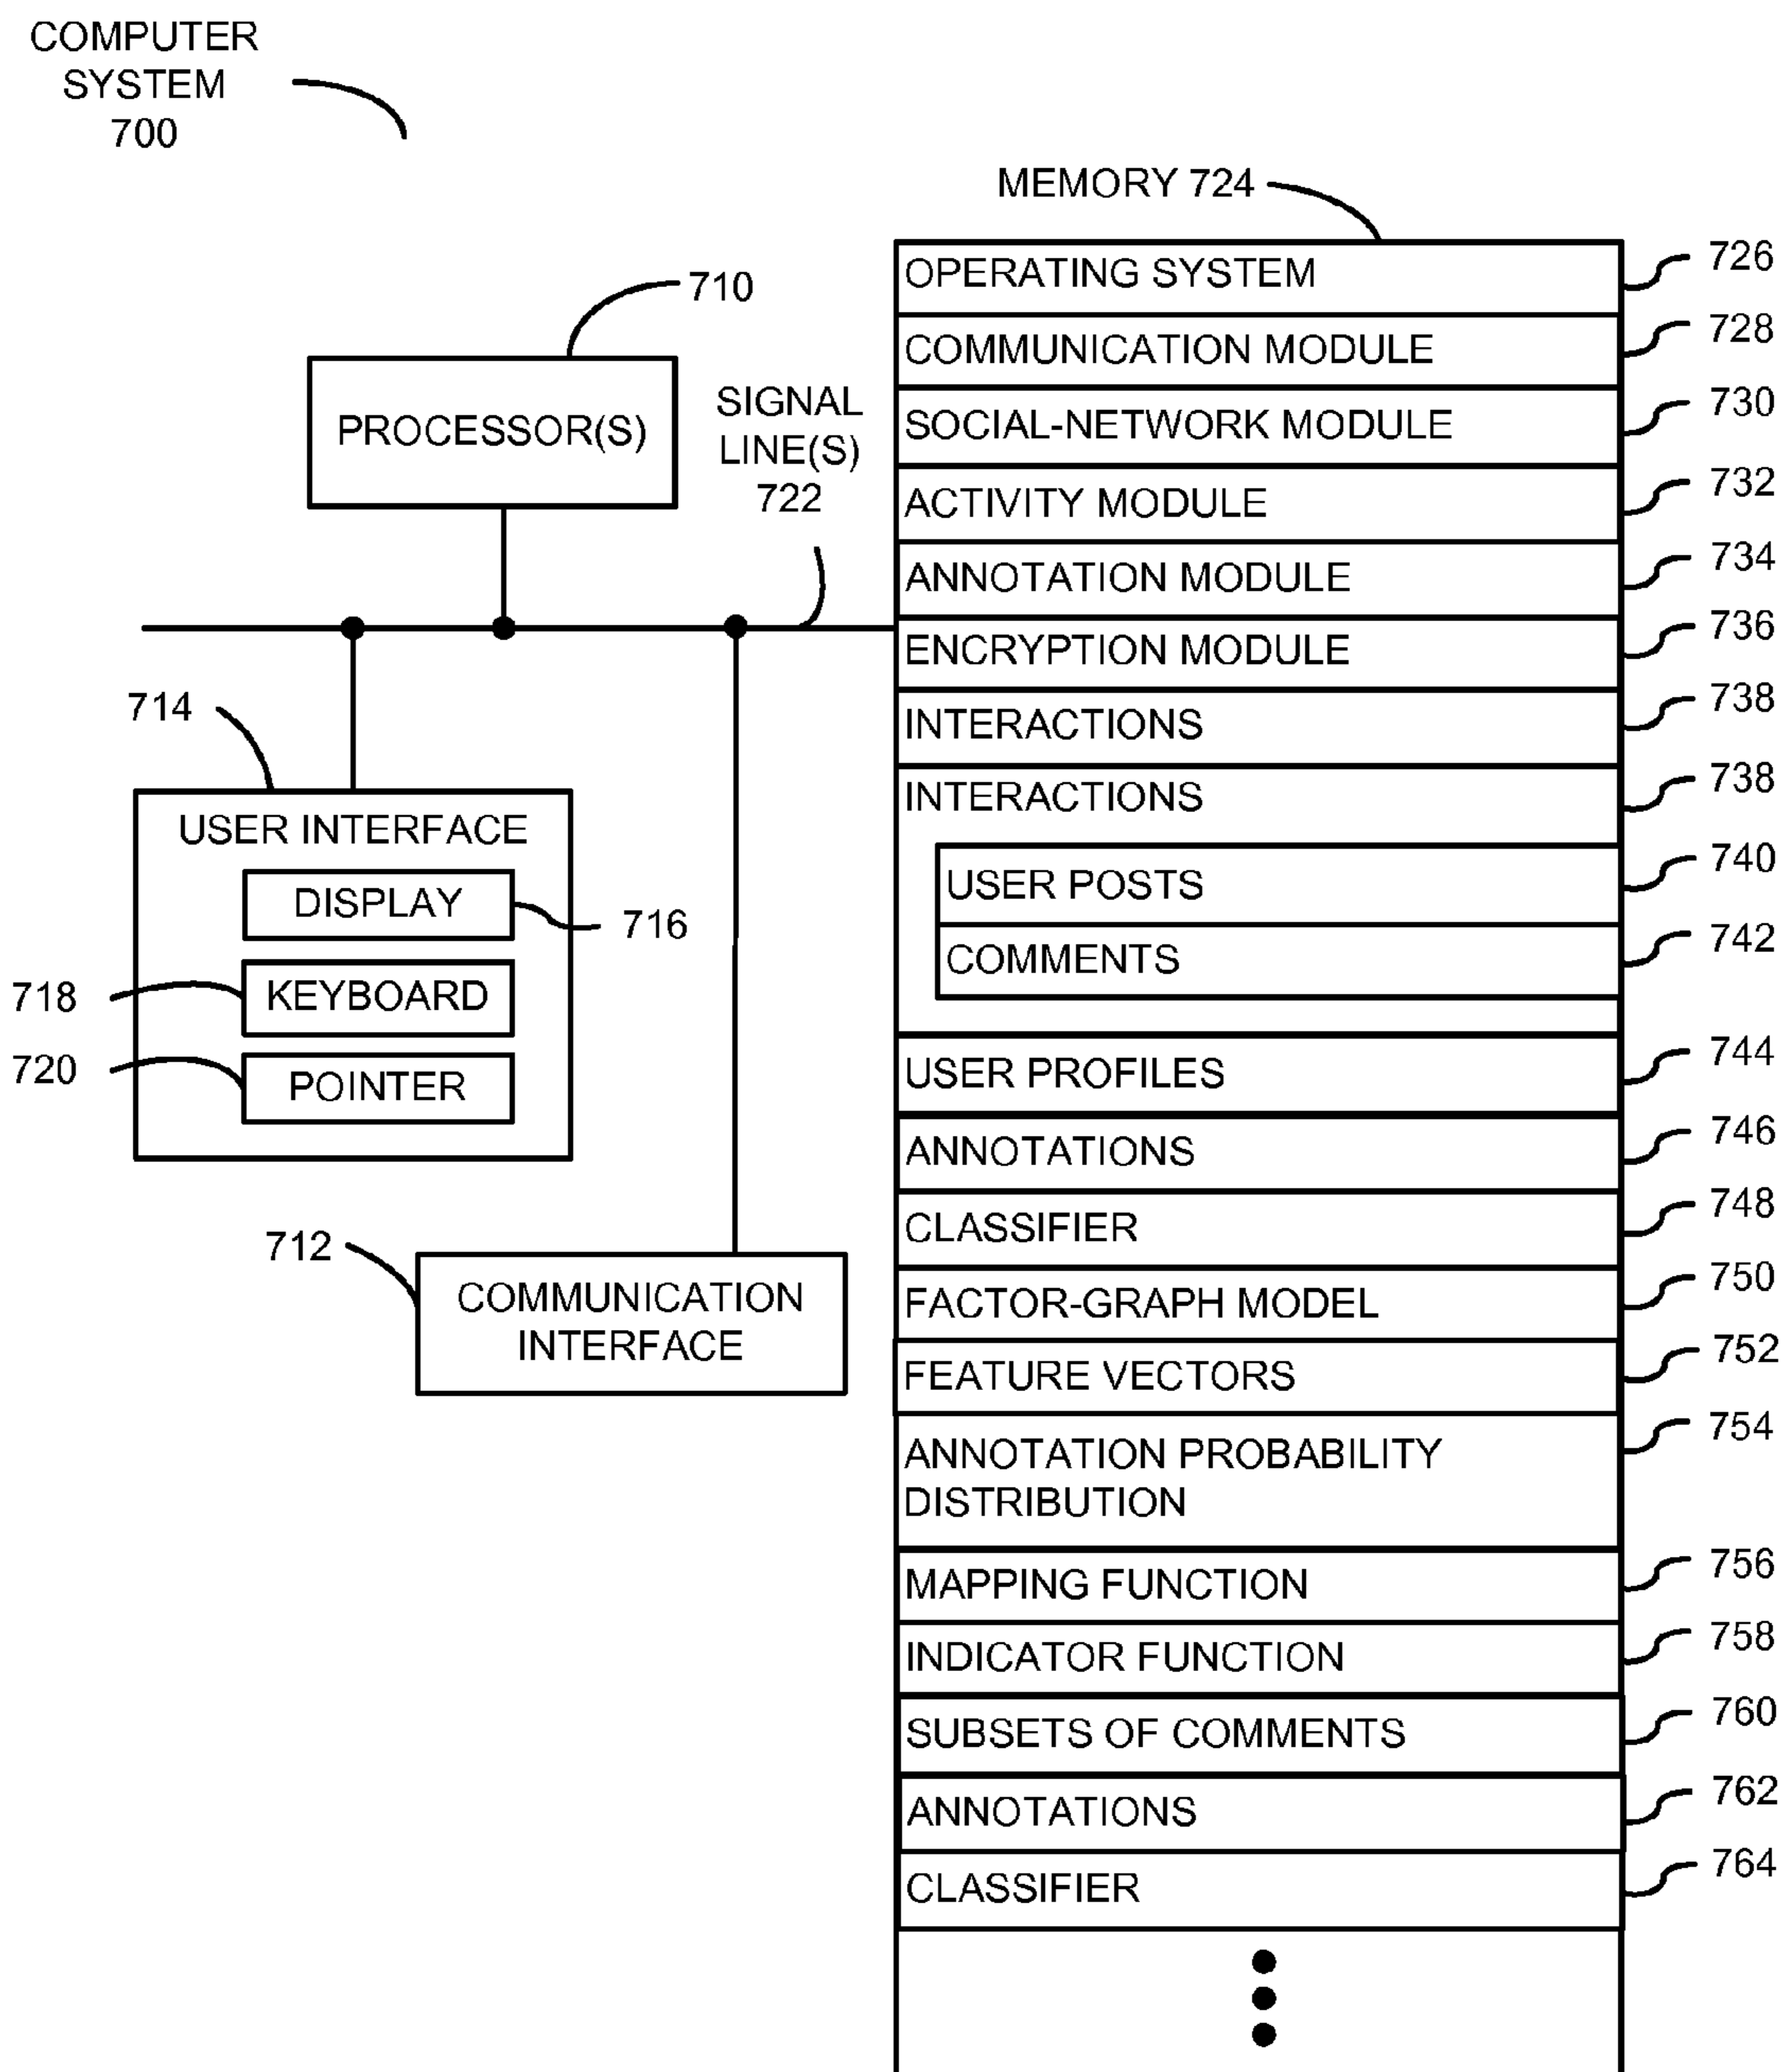 COMPUTER
SYSTEM
700
MEMORY 724
710
PROCESSOR(S)
SIGNAL
LINE(S)
722
714
USER INTERFACE
DISPLAY
716
718
KEYBOARD
720
POINTER
712
COMMUNICATION
INTERFACE
OPERATING SYSTEM
726
COMMUNICATION MODULE
728
SOCIAL-NETWORK MODULE
730
ACTIVITY MODULE
732
ANNOTATION MODULE
734
ENCRYPTION MODULE
736
INTERACTIONS
738
INTERACTIONS
738
USER POSTS
740
COMMENTS
742
USER PROFILES
744
ANNOTATIONS
746
CLASSIFIER
748
FACTOR-GRAPH MODEL
750
FEATURE VECTORS
752
ANNOTATION PROBABILITY
DISTRIBUTION
754
MAPPING FUNCTION
756
INDICATOR FUNCTION
758
SUBSETS OF COMMENTS
760
ANNOTATIONS
762
CLASSIFIER
764